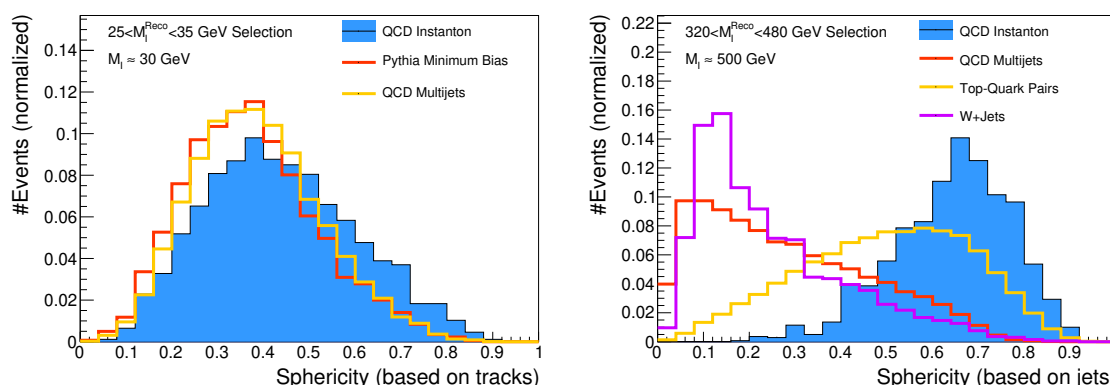 #Events (normalized)
0.14
0.12
0.1
0.08
0.06
0.04
0.02
0
25<M_I^Reco<35 GeV Selection
M_I ≈ 30 GeV
QCD Instanton
Pythia Minimum Bias
QCD Multijets
0 0.1 0.2 0.3 0.4 0.5 0.6 0.7 0.8 0.9 1
Sphericity (based on tracks)
#Events (normalized)
0.22
0.2
0.18
0.16
0.14
0.12
0.1
0.08
0.06
0.04
0.02
0
320<M_I^Reco<480 GeV Selection
M_I ≈ 500 GeV
QCD Instanton
QCD Multijets
Top-Quark Pairs
W+Jets
0 0.1 0.2 0.3 0.4 0.5 0.6 0.7 0.8 0.9
Sphericity (based on jets